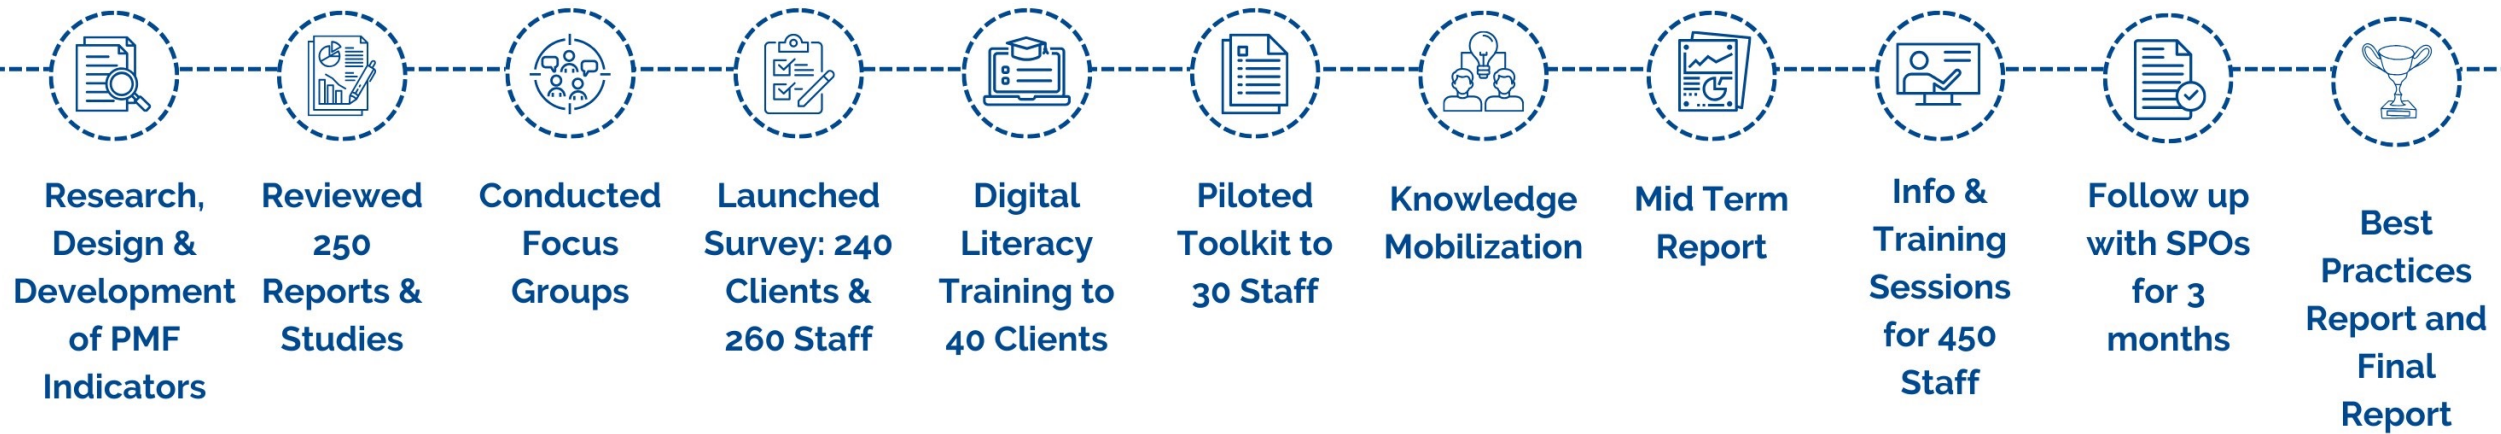 Research,
Design &
Development
of PMF
Indicators
Reviewed
250
Reports &
Studies
Conducted
Focus
Groups
Launched
Survey: 240
Clients &
260 Staff
Digital
Literacy
Training to
40 Clients
Piloted
Toolkit to
30 Staff
Knowledge
Mobilization
Mid Term
Report
Info &
Training
Sessions
for 450
Staff
Follow up
with SPOs
for 3
months
Best
Practices
Report and
Final
Report